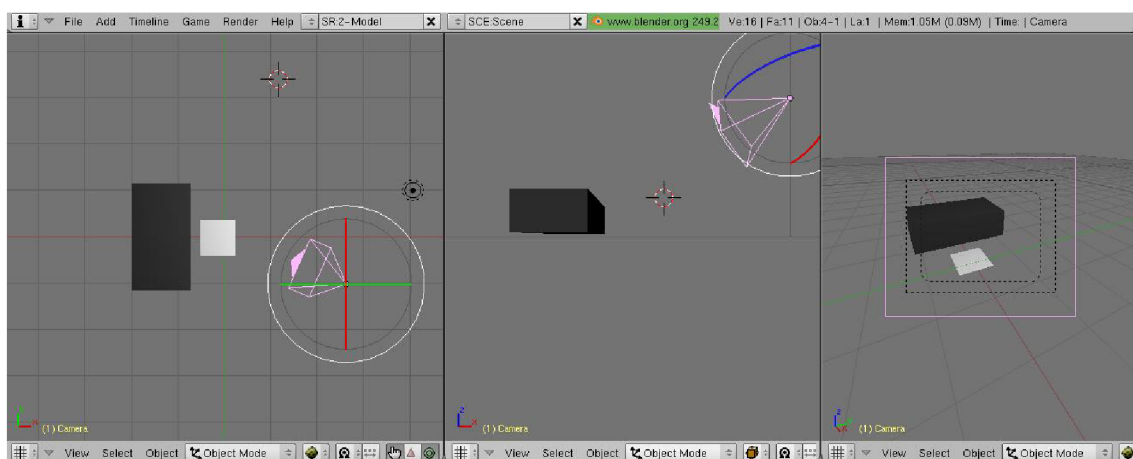 File Add Timeline Game Render Help SR:2-Model X SCE:Scene X www.blender.org 249.2 Ve:16 | Fa:11 | Ob:4-1 | La:1 | Mem:1.05M (0.09M) | Time: | Camera
X (1) Camera
Z (1) Camera
(1) Camera
View Select Object Object Mode
View Select Object Object Mode
View Select Object Object Mode